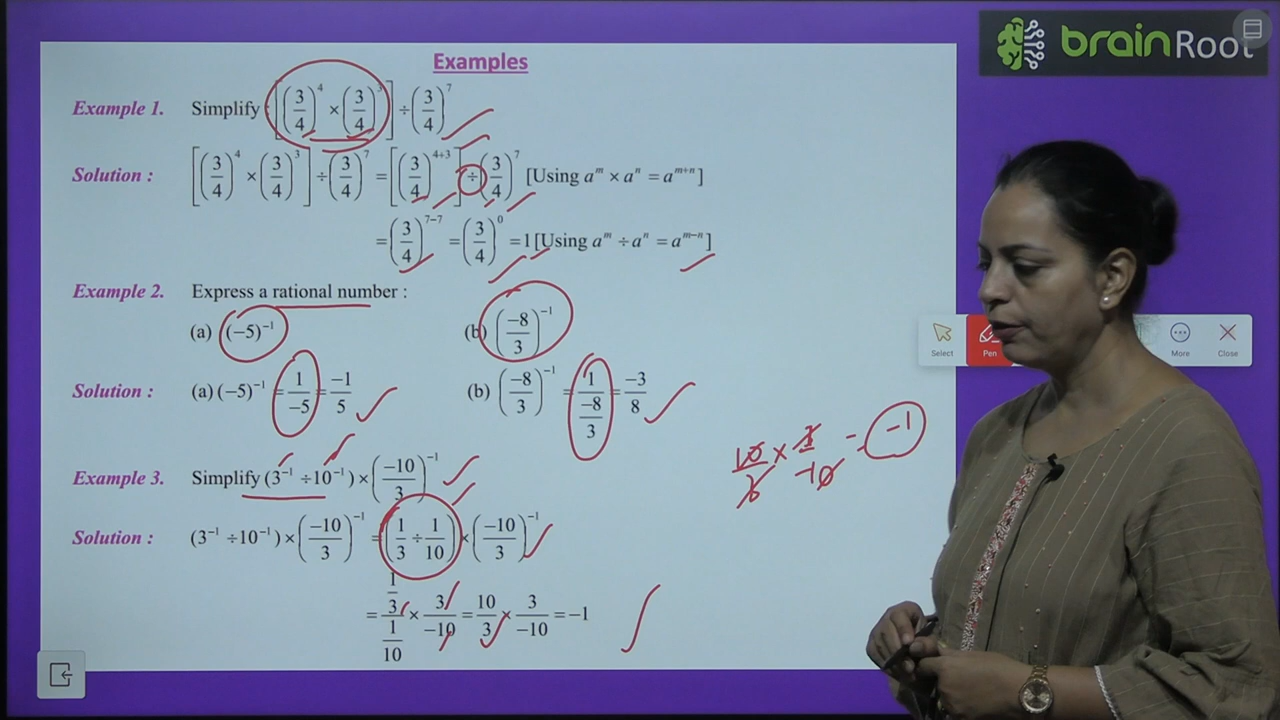 brainRoot
Examples
Example 1. Simplify [(3/4)^4 × (3/4)^3] ÷ (3/4)^7
Solution : [(3/4)^4 × (3/4)^3] ÷ (3/4)^7 = [(3/4)^{4+3}] ÷ (3/4)^7 [Using a^m × a^n = a^{m+n}]
= (3/4)^{7−7} = (3/4)^0 = 1 [Using a^m ÷ a^n = a^{m−n}]
Example 2. Express a rational number :
(a) (−5)^{−1} (b) (−8/3)^{−1}
Solution : (a) (−5)^{−1} = 1/−5 = −1/5 (b) (−8/3)^{−1} = 1/(−8/3) = −3/8
Example 3. Simplify (3^{−1} ÷ 10^{−1}) × (−10/3)^{−1}
Solution : (3^{−1} ÷ 10^{−1}) × (−10/3)^{−1} = (1/3 ÷ 1/10) × (−10/3)^{−1}
= (1/3)/(1/10) × 3/−10 = 10/3 × 3/−10 = −1
10/3 × 3/−10 = −1
Select Pen More Close